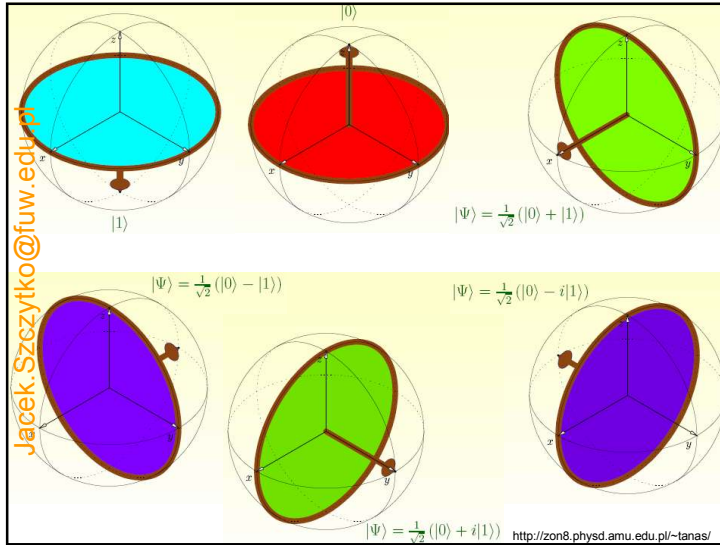 |0⟩
z
x
y
|1⟩
z
x
y
z
x
y
|Ψ⟩ = 1/√2 (|0⟩ + |1⟩)
Jacek.Szczytko@fuw.edu.pl
|Ψ⟩ = 1/√2 (|0⟩ − |1⟩)
|Ψ⟩ = 1/√2 (|0⟩ − i|1⟩)
z
x
y
z
x
y
z
x
y
|Ψ⟩ = 1/√2 (|0⟩ + i|1⟩)
http://zon8.physd.amu.edu.pl/~tanas/